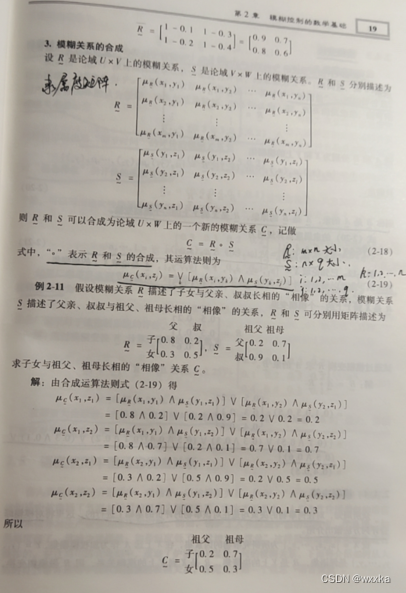 第2章 模糊控制的数学基础 19
R = [1-0.1 1-0.3
1-0.2 1-0.4] = [0.9 0.7
0.8 0.6]
3. 模糊关系的合成
设 R 是论域 U×V 上的模糊关系，S 是论域 V×W 上的模糊关系，R 和 S 分别描述为
R = [μR(x1,y1) μR(x1,y2) ⋯ μR(x1,yn)
μR(x2,y1) μR(x2,y2) ⋯ μR(x2,yn)
⋮ ⋮
μR(xm,y1) μR(xm,y2) ⋯ μR(xm,yn)]
S = [μS(y1,z1) μS(y1,z2) ⋯ μS(y1,zl)
μS(y2,z1) μS(y2,z2) ⋯ μS(y2,zl)
⋮ ⋮
μS(yn,z1) μS(yn,z2) ⋯ μS(yn,zl)]
则 R 和 S 可以合成为论域 U×W 上的一个新的模糊关系 C，记做
C = R∘S (2-18)
式中，“∘”表示 R 和 S 的合成，其运算法则为
(2-19)
例 2-11 假设模糊关系 R 描述了子女与父亲、叔叔长相的“相像”的关系，模糊关系
S 描述了父亲、叔叔与祖父、祖母长相的“相像”的关系，R 和 S 可分别用矩阵描述为
父 叔 祖父 祖母
R = 子[0.8 0.2
女 0.3 0.5]，S = 父[0.2 0.7
叔 0.9 0.1]
求子女与祖父、祖母长相的“相像”关系 C。
解：由合成运算法则式 (2-19) 得
μC(x1,z1) = [μR(x1,y1) ∧ μS(y1,z1)] ∨ [μR(x1,y2) ∧ μS(y2,z1)]
= [0.8∧0.2] ∨ [0.2∧0.9] = 0.2∨0.2 = 0.2
μC(x1,z2) = [μR(x1,y1) ∧ μS(y1,z2)] ∨ [μR(x1,y2) ∧ μS(y2,z2)]
= [0.8∧0.7] ∨ [0.2∧0.1] = 0.7∨0.1 = 0.7
μC(x2,z1) = [μR(x2,y1) ∧ μS(y1,z1)] ∨ [μR(x2,y2) ∧ μS(y2,z1)]
= [0.3∧0.2] ∨ [0.5∧0.9] = 0.2∨0.5 = 0.5
μC(x2,z2) = [μR(x2,y1) ∧ μS(y1,z2)] ∨ [μR(x2,y2) ∧ μS(y2,z2)]
= [0.3∧0.7] ∨ [0.5∧0.1] = 0.3∨0.1 = 0.3
所以
祖父 祖母
C = 子[0.2 0.7
女 0.5 0.3]
CSDN @wxxka